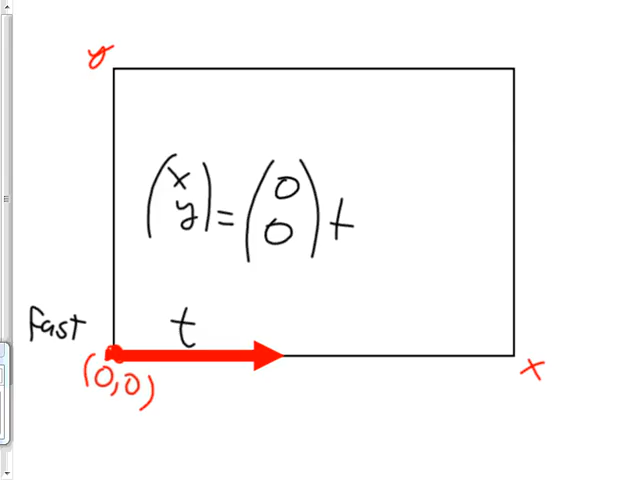 y
(x y) = (0 0) +
Fast
t
(0,0)
x